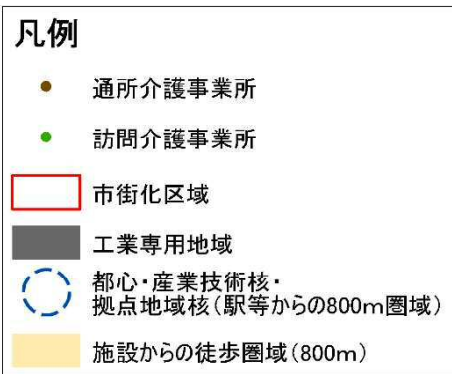 凡例
通所介護事業所
訪問介護事業所
市街化区域
工業専用地域
都心・産業技術核・
拠点地域核(駅等からの800m圏域)
施設からの徒歩圏域(800m)